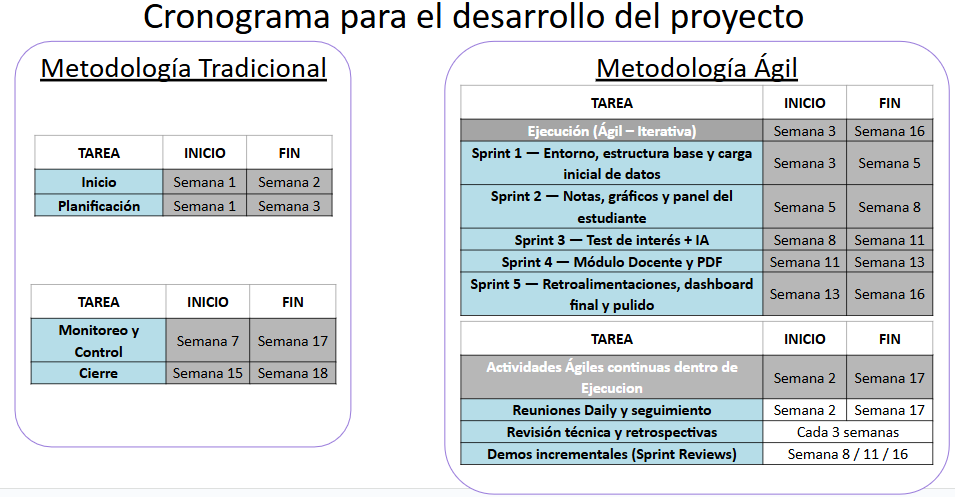 Cronograma para el desarrollo del proyecto
Metodología Tradicional
TAREA INICIO FIN
Inicio Semana 1 Semana 2
Planificación Semana 1 Semana 3
TAREA INICIO FIN
Monitoreo y
Control Semana 7 Semana 17
Cierre Semana 15 Semana 18
Metodología Ágil
TAREA INICIO FIN
Ejecución (Ágil – Iterativa) Semana 3 Semana 16
Sprint 1 — Entorno, estructura base y carga
inicial de datos Semana 3 Semana 5
Sprint 2 — Notas, gráficos y panel del
estudiante Semana 5 Semana 8
Sprint 3 — Test de interés + IA Semana 8 Semana 11
Sprint 4 — Módulo Docente y PDF Semana 11 Semana 13
Sprint 5 — Retroalimentaciones, dashboard
final y pulido Semana 13 Semana 16
TAREA INICIO FIN
Actividades Ágiles continuas dentro de
Ejecucion Semana 2 Semana 17
Reuniones Daily y seguimiento Semana 2 Semana 17
Revisión técnica y retrospectivas Cada 3 semanas
Demos incrementales (Sprint Reviews) Semana 8 / 11 / 16